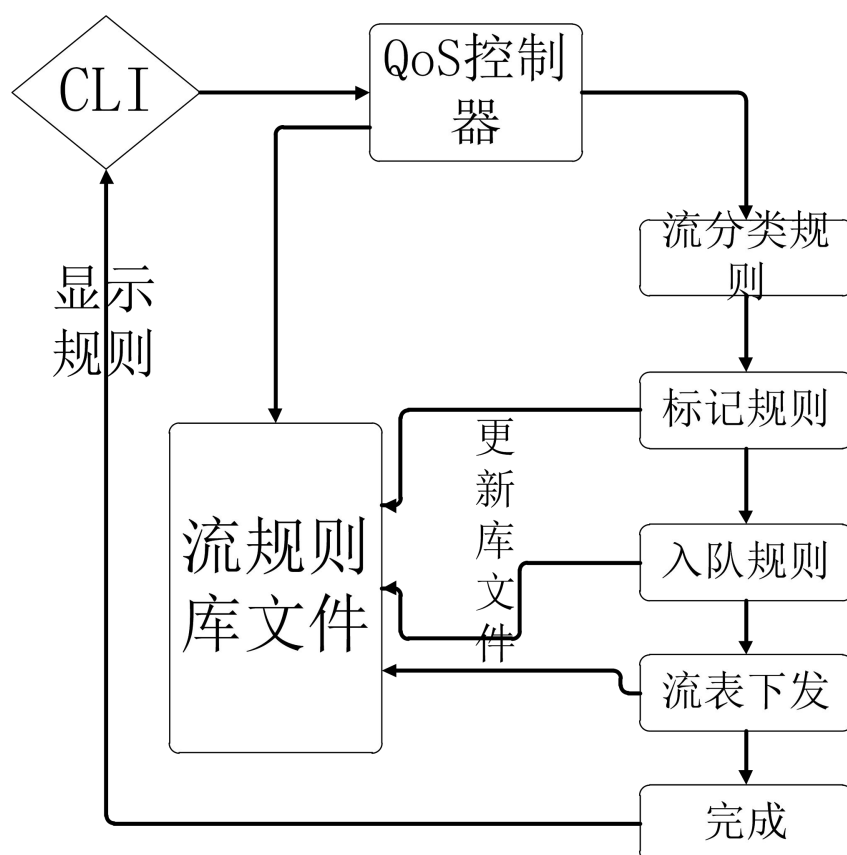 CLI
QoS控制
器
流分类规
则
显示
规则
标记规则
更
新
库
文
件
流规则
库文件
入队规则
流表下发
完成